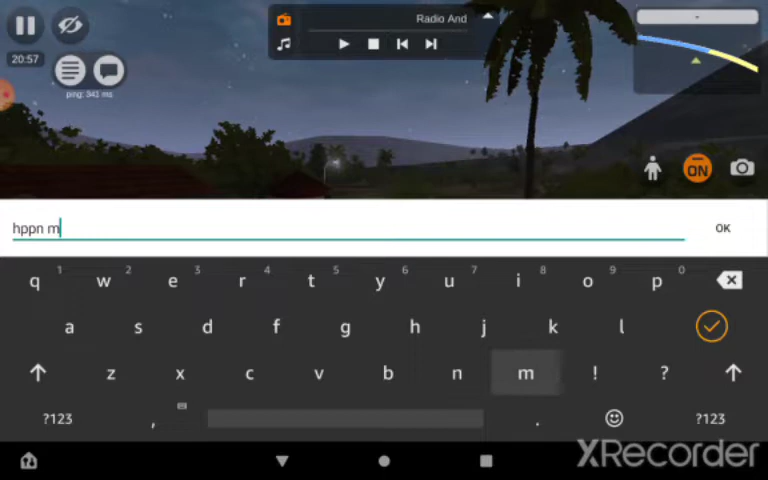 Radio And
20:57
ping: 341 ms
-
ON
hppn m
OK
q 1 w 2 e 3 r 4 t 5 y 6 u 7 i 8 o 9 p 0
a s d f g h j k l
z x c v b n m ! ?
?123 , . ?123
XRecorder